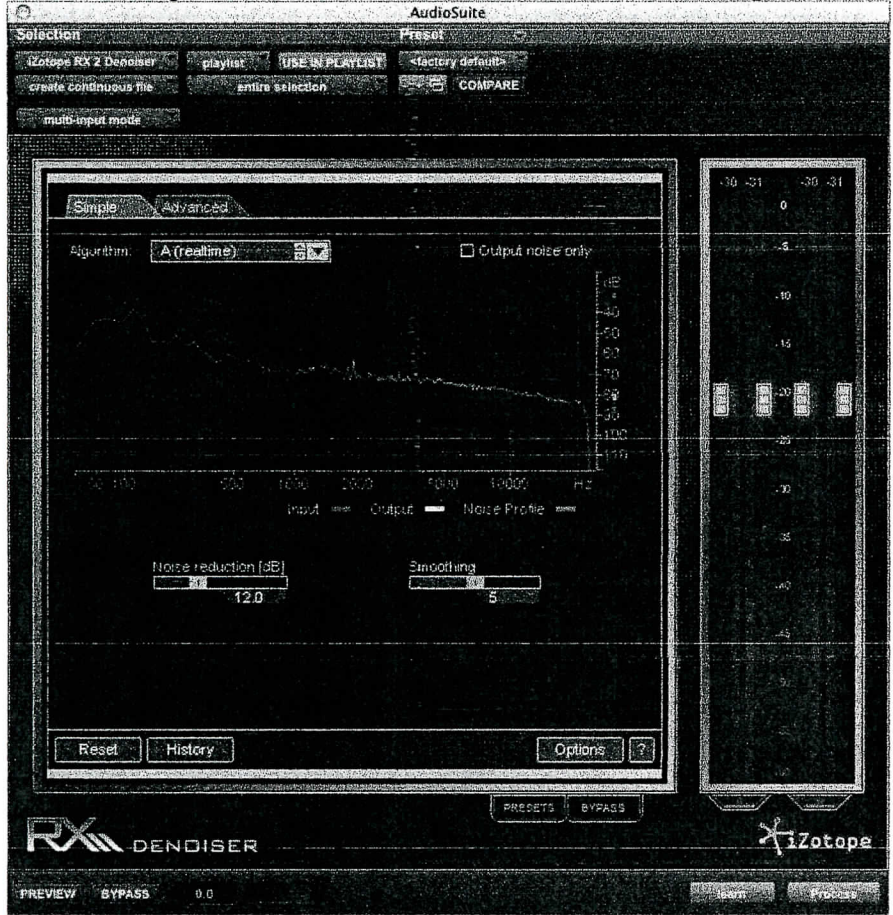 AudioSuite
Selection
Preset
iZotope RX 2 Denoiser
playlist
USE IN PLAYLIST
<factory default>
create continuous file
entire selection
COMPARE
multi-input mode
Simple
Advanced
Algorithm:
A (realtime)
Output noise only
dB
-40
-50
-60
-70
-100
-110
100
500
1000
2000
5000
10000
Hz
Input
Output
Noise Profile
Noise reduction [dB]
12.0
Smoothing
5
Reset
History
Options
?
-30 -31
-30 -31
0
-5
-10
-15
-20
-25
-30
-35
-40
-45
PRESETS
BYPASS
RX
DENOISER
iZotope
PREVIEW
BYPASS
0.0
learn
Process